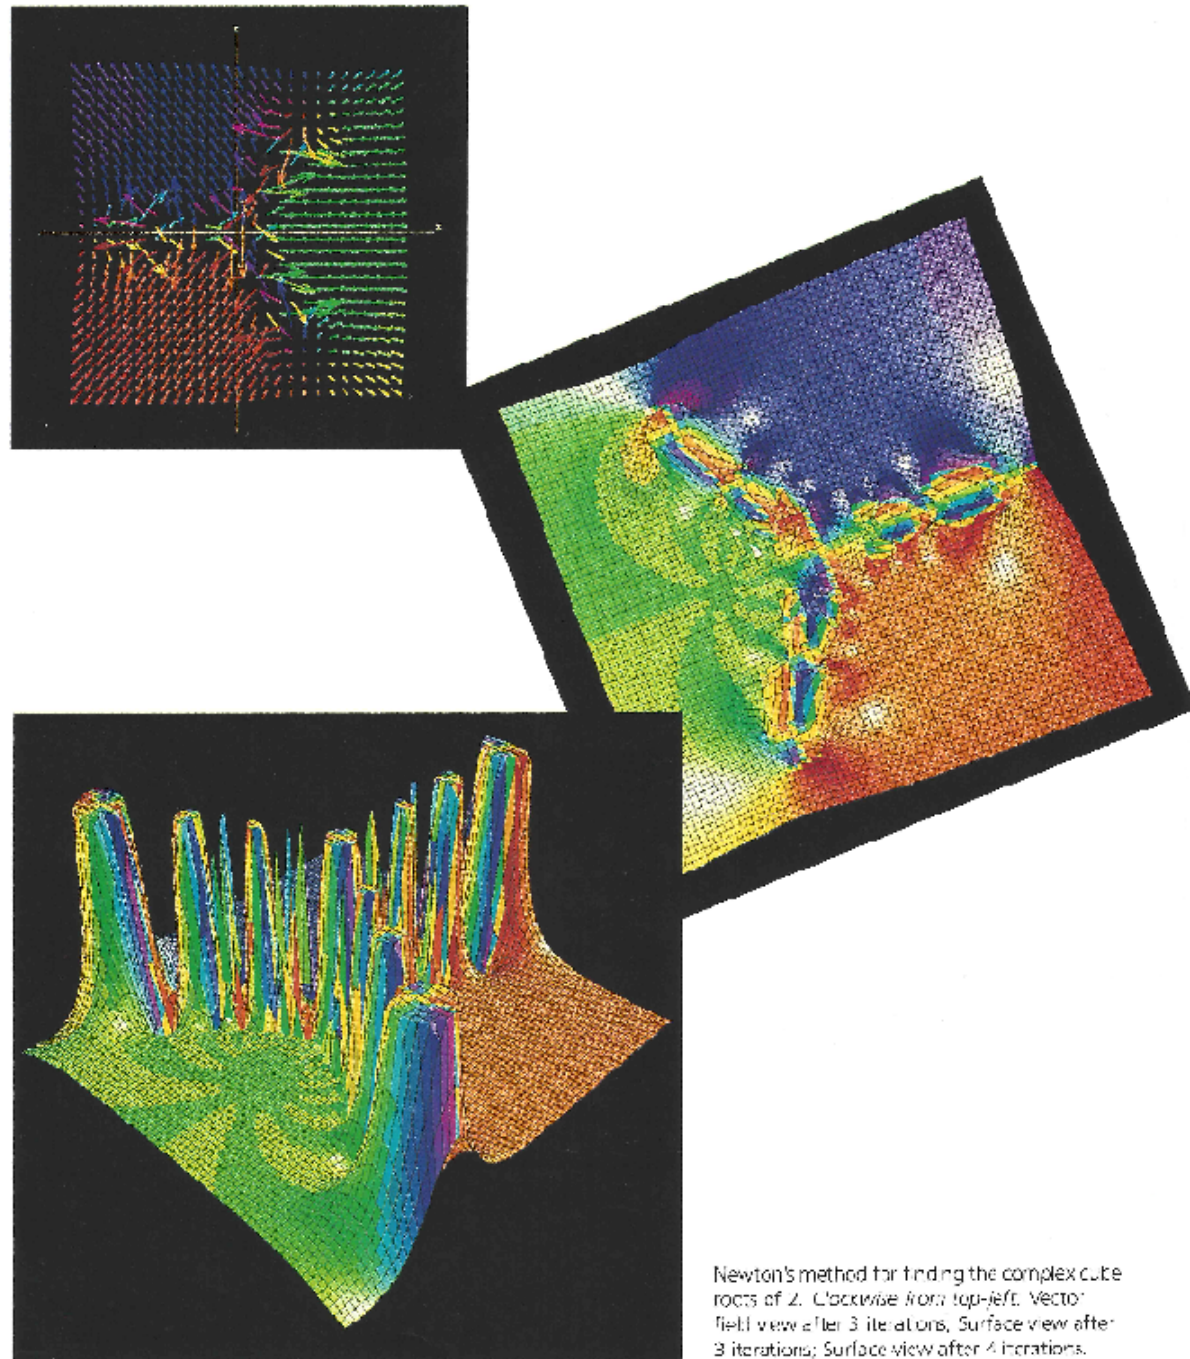 Newton's method for finding the complex cube
roots of 2. Clockwise from top-left: Vector
field view after 3 iterations; Surface view after
3 iterations; Surface view after 4 iterations.